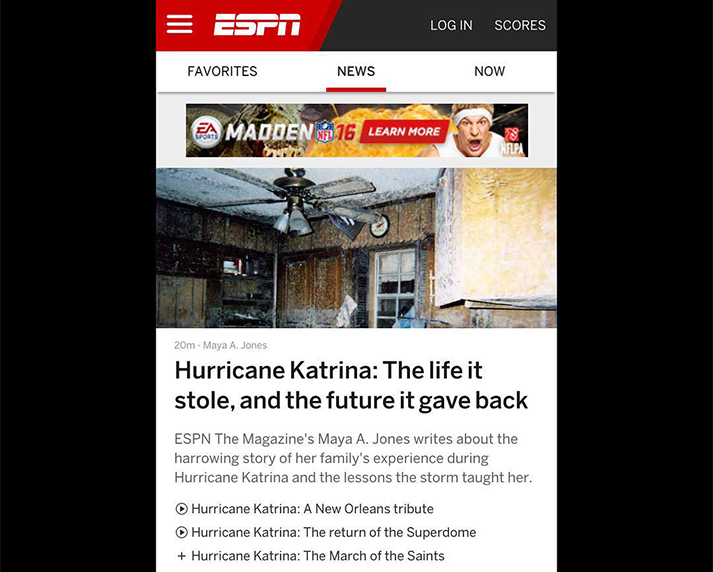 ESPN
LOG IN SCORES
FAVORITES NEWS NOW
EA SPORTS MADDEN NFL 16 LEARN MORE NFLPA
20m - Maya A. Jones
Hurricane Katrina: The life it
stole, and the future it gave back
ESPN The Magazine's Maya A. Jones writes about the
harrowing story of her family's experience during
Hurricane Katrina and the lessons the storm taught her.
Hurricane Katrina: A New Orleans tribute
Hurricane Katrina: The return of the Superdome
+ Hurricane Katrina: The March of the Saints